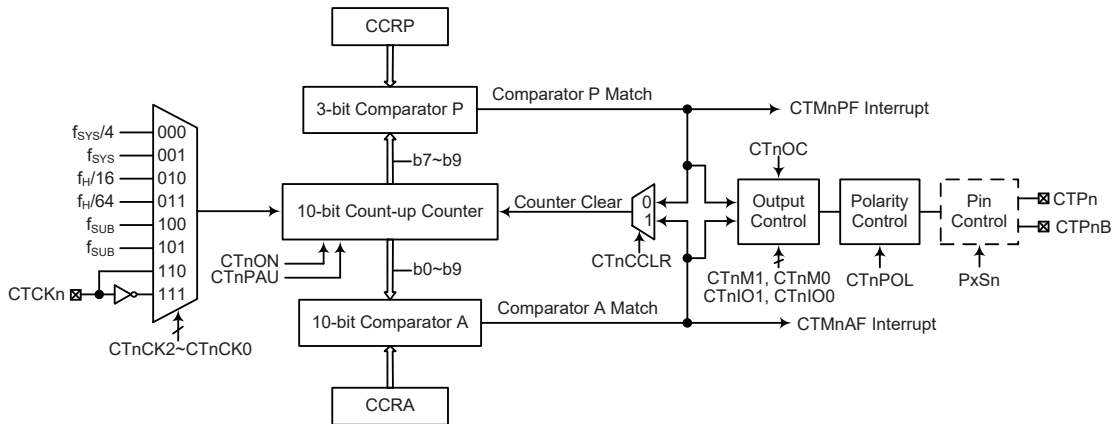 CCRP
3-bit Comparator P
Comparator P Match
CTMnPF Interrupt
b7~b9
fSYS/4
000
fSYS
001
fH/16
010
fH/64
011
fSUB
100
fSUB
101
110
CTCKn
111
CTnCK2~CTnCK0
10-bit Count-up Counter
CTnON
CTnPAU
b0~b9
Counter Clear
0
1
CTnCCLR
CTnOC
Output
Control
CTnM1, CTnM0
CTnIO1, CTnIO0
Polarity
Control
CTnPOL
Pin
Control
PxSn
CTPn
CTPnB
10-bit Comparator A
Comparator A Match
CTMnAF Interrupt
CCRA